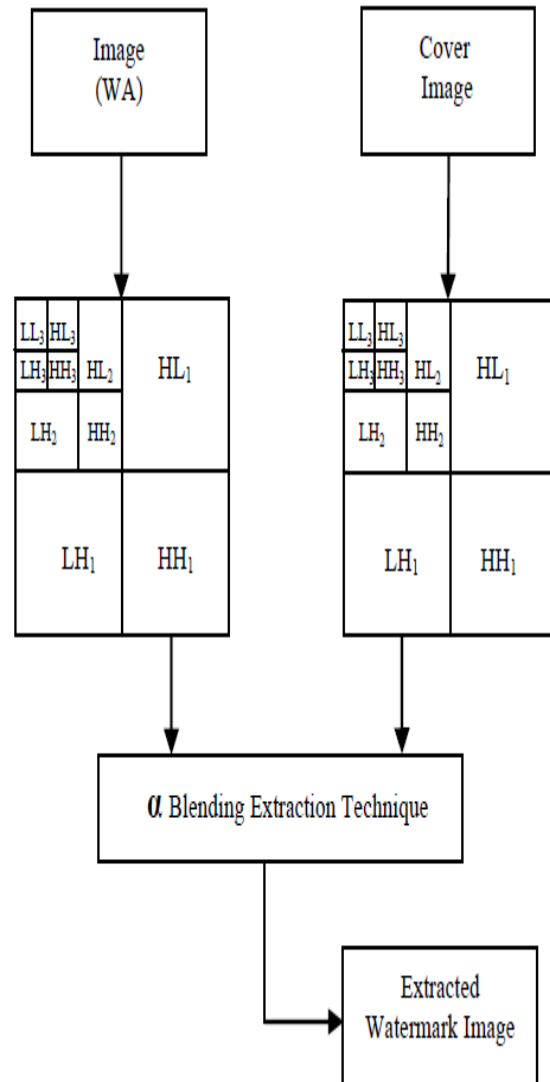 Image
(WA)
Cover
Image
LL₃ HL₃
LH₃ HH₃ HL₂ HL₁
LH₂ HH₂
LH₁ HH₁
LL₃ HL₃
LH₃ HH₃ HL₂ HL₁
LH₂ HH₂
LH₁ HH₁
α Blending Extraction Technique
Extracted
Watermark Image